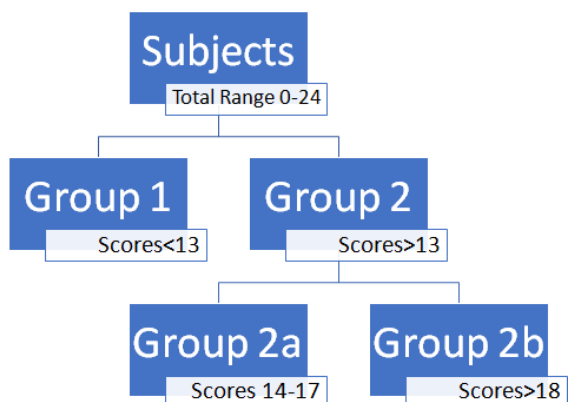 Subjects
Total Range 0-24
Group 1
Scores<13
Group 2
Scores>13
Group 2a
Scores 14-17
Group 2b
Scores>18